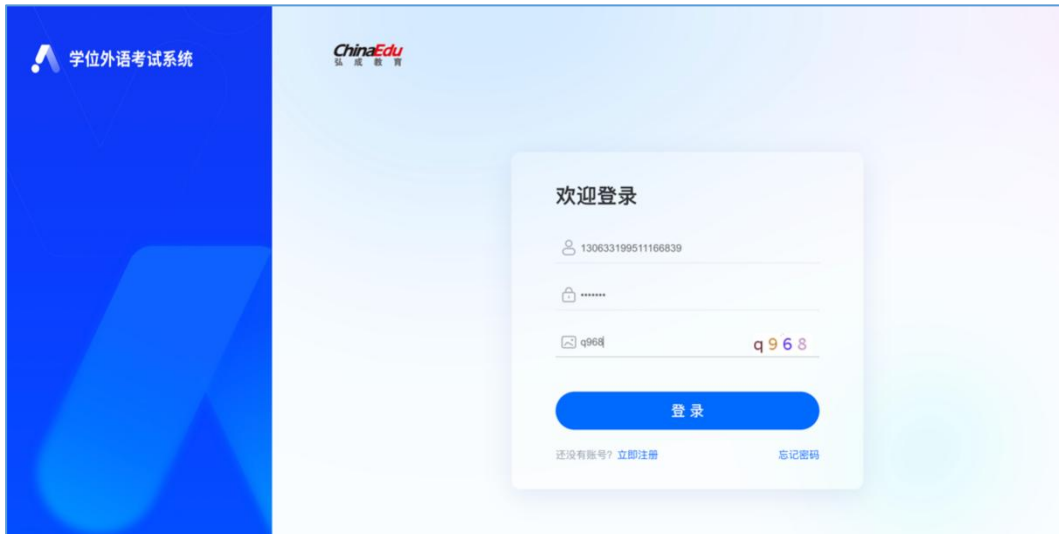 学位外语考试系统
ChinaEdu
弘成教育
欢迎登录
130633199511166839
•••••••
q968
q968
登录
还没有账号？立即注册
忘记密码